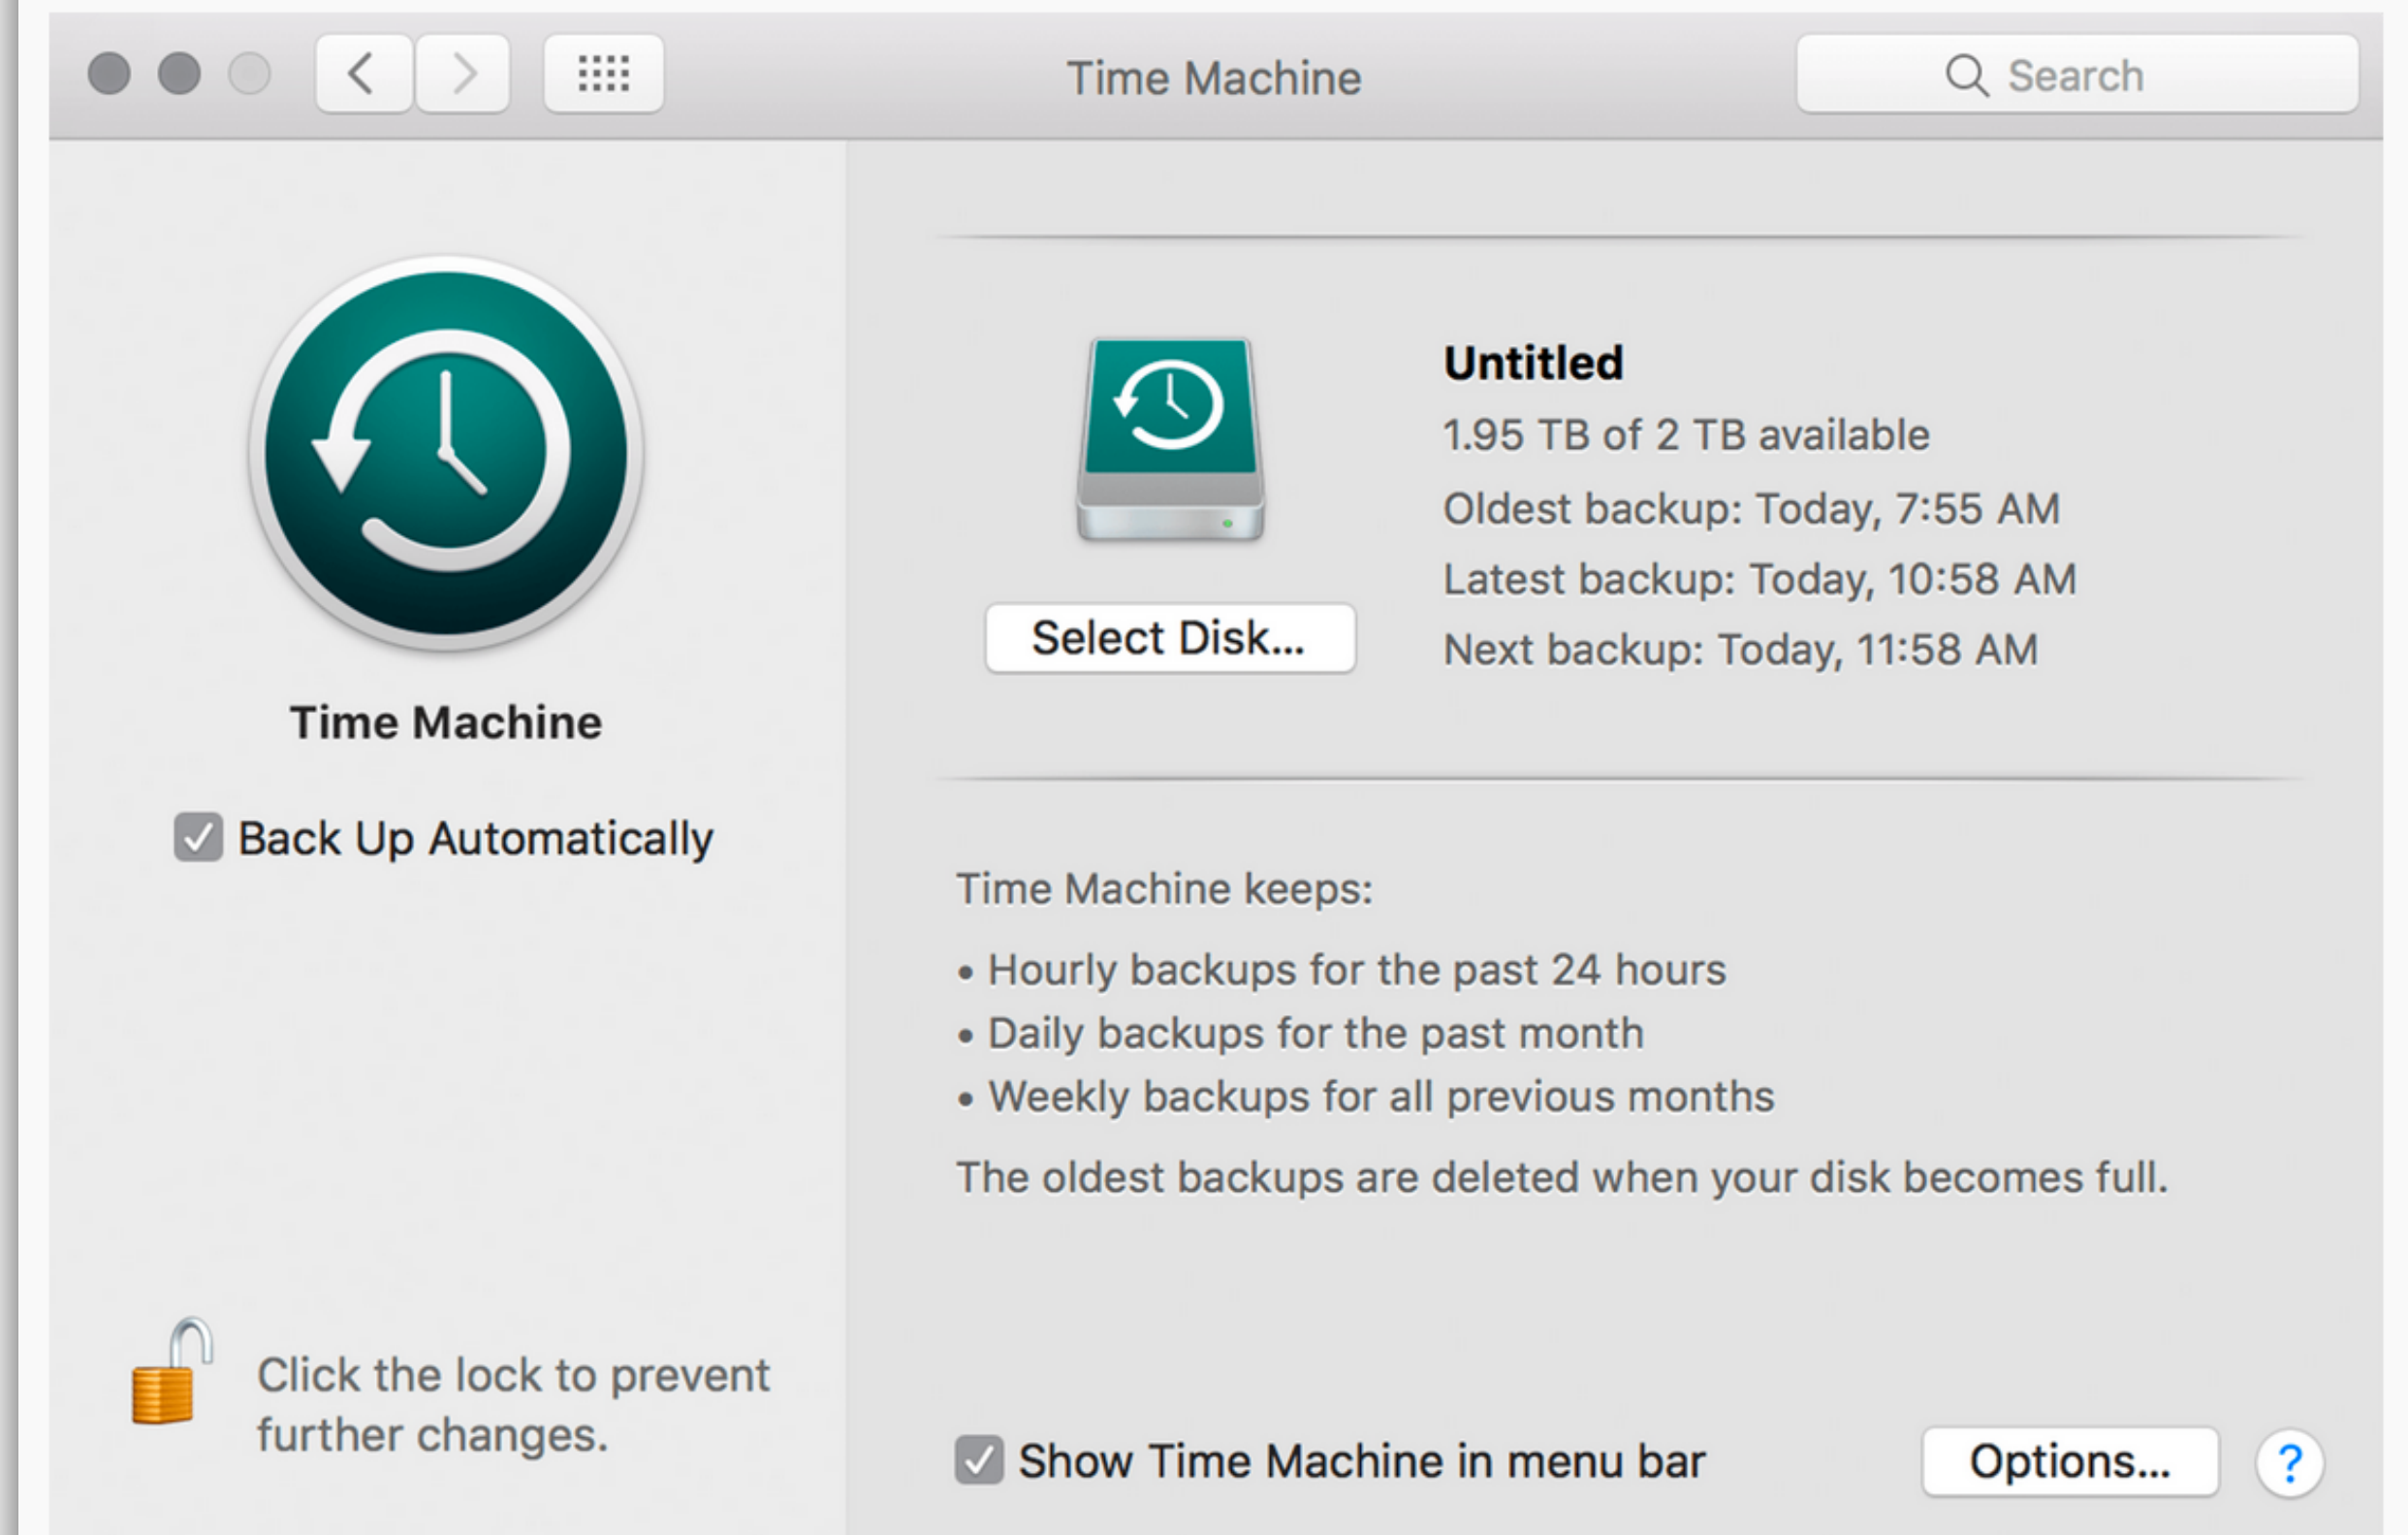 Time Machine
Search
Time Machine
Back Up Automatically
Click the lock to prevent
further changes.
Untitled
1.95 TB of 2 TB available
Oldest backup: Today, 7:55 AM
Latest backup: Today, 10:58 AM
Next backup: Today, 11:58 AM
Select Disk...
Time Machine keeps:
• Hourly backups for the past 24 hours
• Daily backups for the past month
• Weekly backups for all previous months
The oldest backups are deleted when your disk becomes full.
Show Time Machine in menu bar
Options...
?